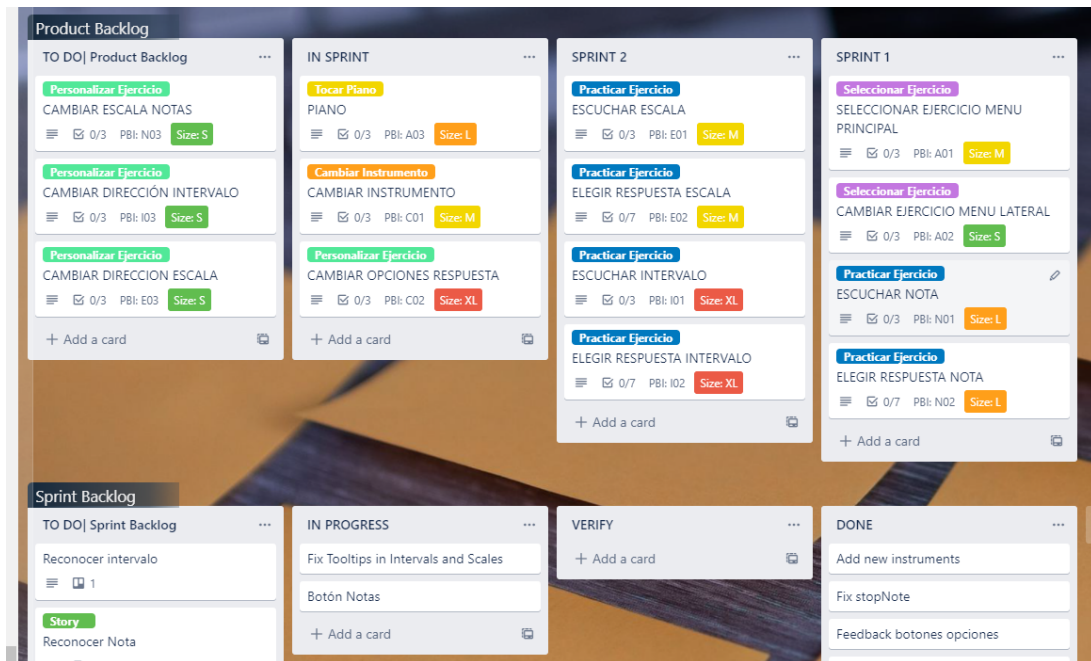 Product Backlog
TO DO| Product Backlog
Personalizar Ejercicio
CAMBIAR ESCALA NOTAS
0/3 PBI: N03 Size: S
Personalizar Ejercicio
CAMBIAR DIRECCIÓN INTERVALO
0/3 PBI: I03 Size: S
Personalizar Ejercicio
CAMBIAR DIRECCION ESCALA
0/3 PBI: E03 Size: S
+ Add a card
IN SPRINT
Tocar Piano
PIANO
0/3 PBI: A03 Size: L
Cambiar Instrumento
CAMBIAR INSTRUMENTO
0/3 PBI: C01 Size: M
Personalizar Ejercicio
CAMBIAR OPCIONES RESPUESTA
0/3 PBI: C02 Size: XL
+ Add a card
SPRINT 2
Practicar Ejercicio
ESCUCHAR ESCALA
0/3 PBI: E01 Size: M
Practicar Ejercicio
ELEGIR RESPUESTA ESCALA
0/7 PBI: E02 Size: M
Practicar Ejercicio
ESCUCHAR INTERVALO
0/3 PBI: I01 Size: XL
Practicar Ejercicio
ELEGIR RESPUESTA INTERVALO
0/7 PBI: I02 Size: XL
+ Add a card
SPRINT 1
Seleccionar Ejercicio
SELECCIONAR EJERCICIO MENU
PRINCIPAL
0/3 PBI: A01 Size: M
Seleccionar Ejercicio
CAMBIAR EJERCICIO MENU LATERAL
0/3 PBI: A02 Size: S
Practicar Ejercicio
ESCUCHAR NOTA
0/3 PBI: N01 Size: L
Practicar Ejercicio
ELEGIR RESPUESTA NOTA
0/7 PBI: N02 Size: L
+ Add a card
Sprint Backlog
TO DO| Sprint Backlog
Reconocer intervalo
1
Story
Reconocer Nota
IN PROGRESS
Fix Tooltips in Intervals and Scales
Botón Notas
+ Add a card
VERIFY
+ Add a card
DONE
Add new instruments
Fix stopNote
Feedback botones opciones